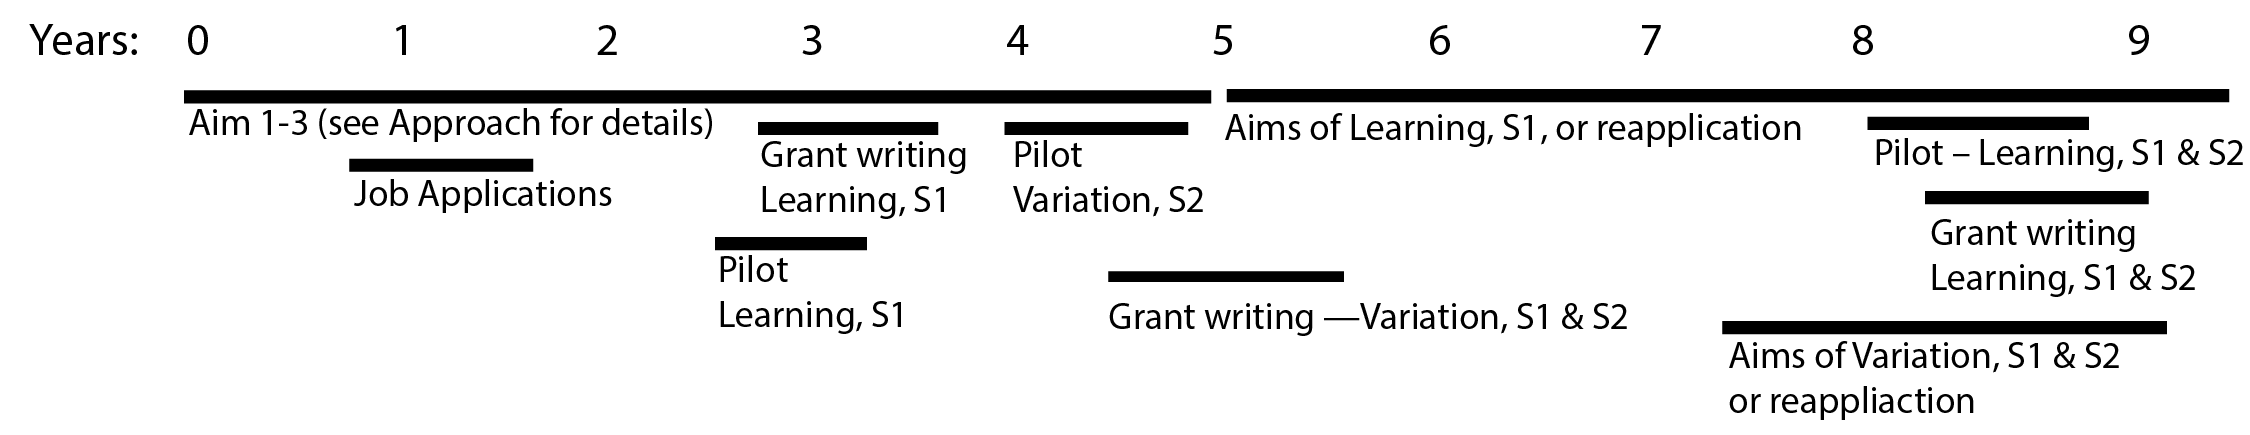 Years: 0 1 2 3 4 5 6 7 8 9
Aim 1-3 (see Approach for details)
Job Applications
Grant writing
Learning, S1
Pilot
Learning, S1
Pilot
Variation, S2
Grant writing —Variation, S1 & S2
Aims of Learning, S1, or reapplication
Pilot – Learning, S1 & S2
Grant writing
Learning, S1 & S2
Aims of Variation, S1 & S2
or reappliaction